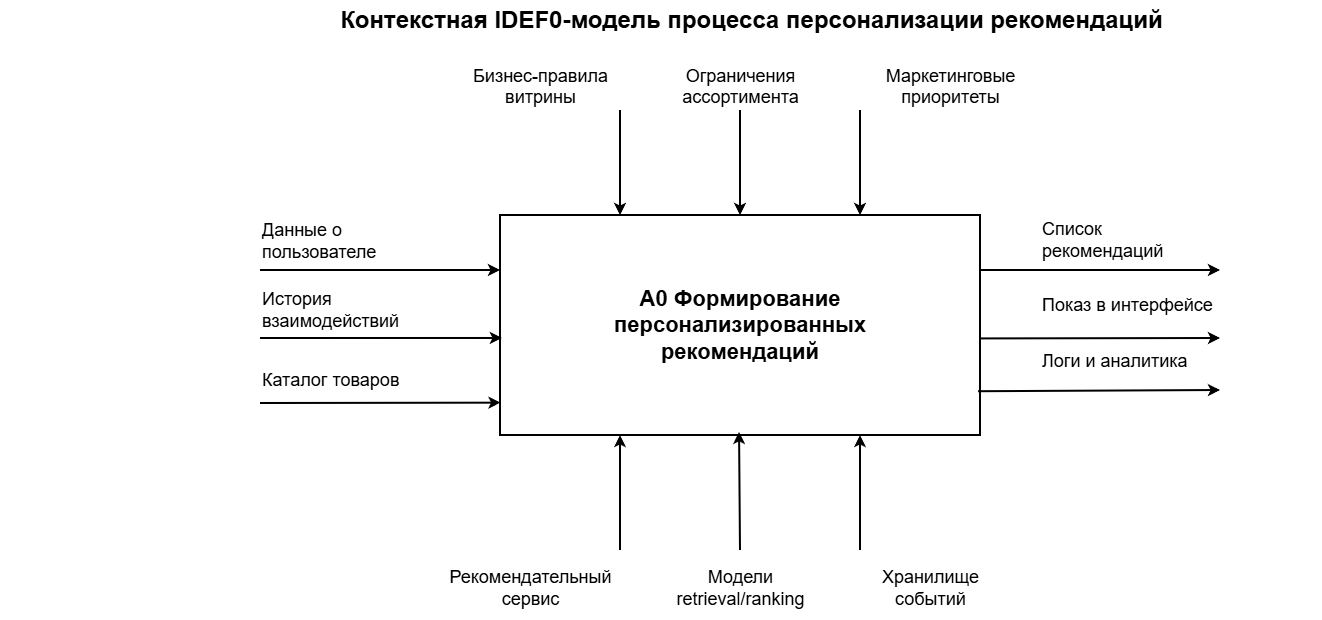 Контекстная IDEF0-модель процесса персонализации рекомендаций
Бизнес-правила
витрины
Ограничения
ассортимента
Маркетинговые
приоритеты
Данные о
пользователе
История
взаимодействий
Каталог товаров
A0 Формирование
персонализированных
рекомендаций
Список
рекомендаций
Показ в интерфейсе
Логи и аналитика
Рекомендательный
сервис
Модели
retrieval/ranking
Хранилище
событий